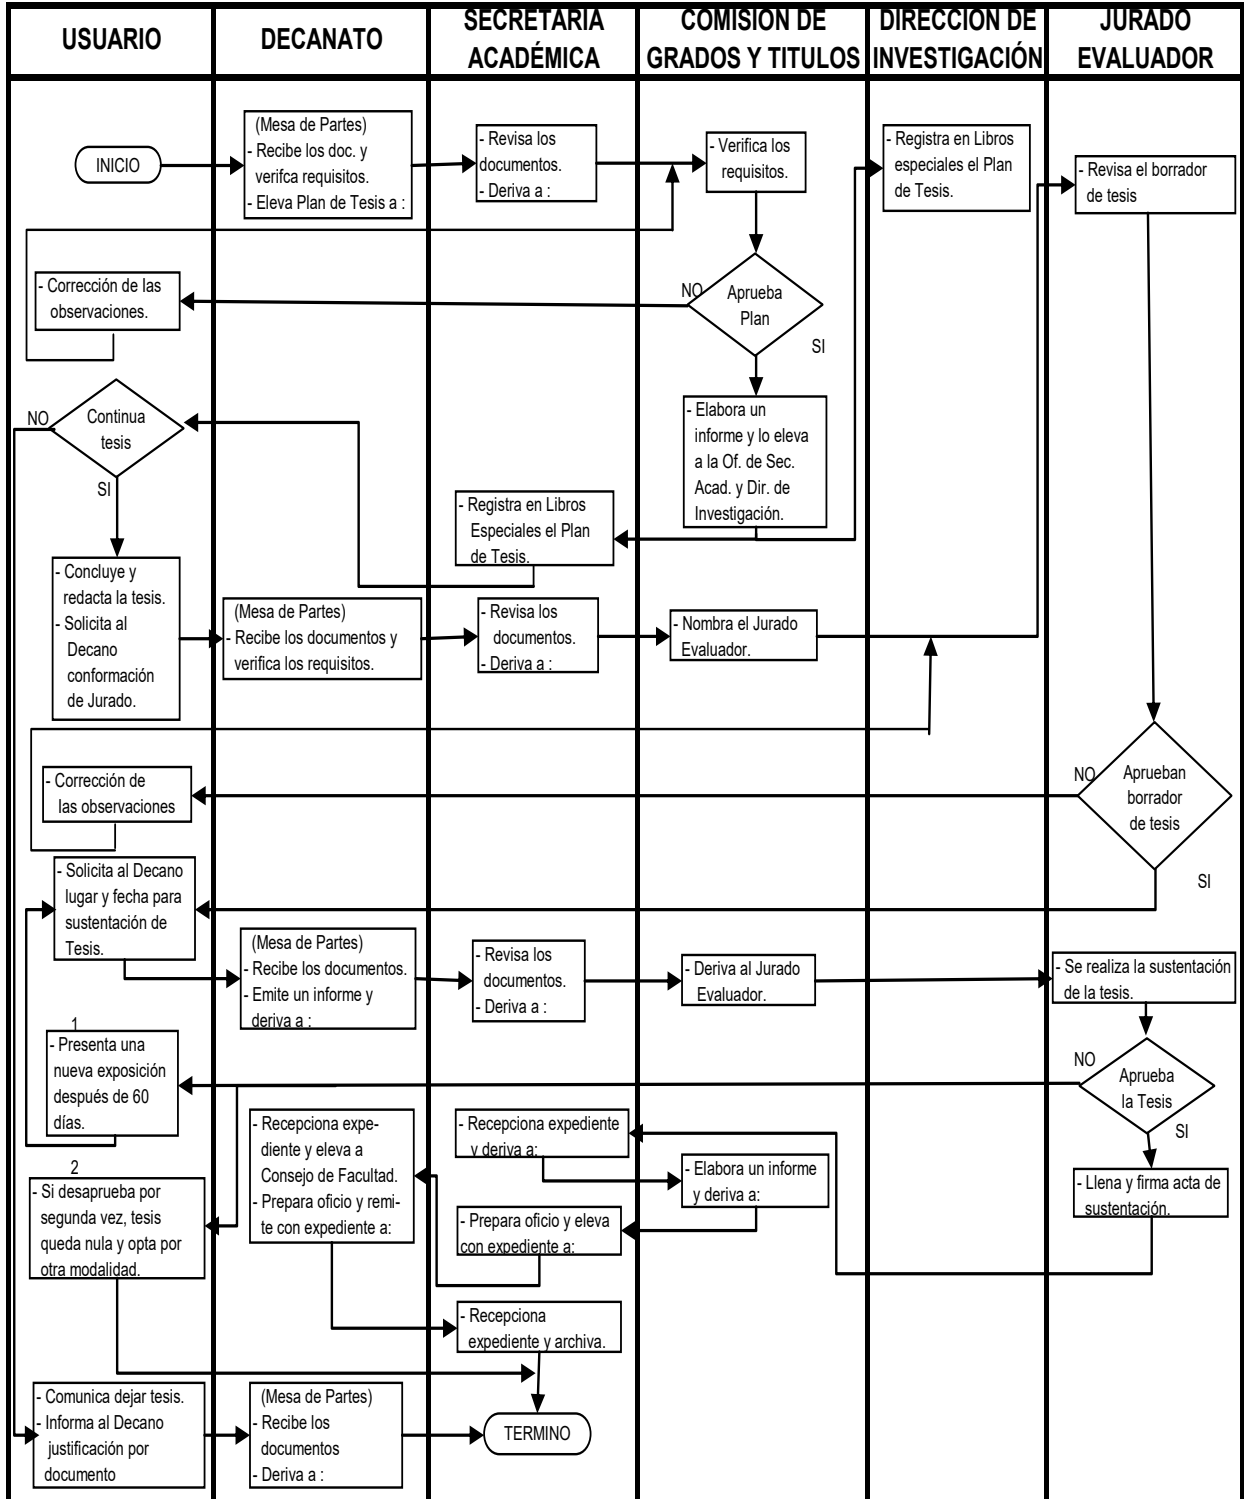 USUARIO
DECANATO
SECRETARIA
ACADÉMICA
COMISION DE
GRADOS Y TITULOS
DIRECCION DE
INVESTIGACIÓN
JURADO
EVALUADOR
INICIO
(Mesa de Partes)
- Recibe los doc. y
verifca requisitos.
- Eleva Plan de Tesis a :
- Revisa los
documentos.
- Deriva a :
- Verifica los
requisitos.
- Registra en Libros
especiales el Plan
de Tesis.
- Revisa el borrador
de tesis
- Corrección de las
observaciones.
NO
Aprueba
Plan
SI
NO
Continua
tesis
SI
- Elabora un
informe y lo eleva
a la Of. de Sec.
Acad. y Dir. de
Investigación.
- Registra en Libros
Especiales el Plan
de Tesis.
- Concluye y
redacta la tesis.
- Solicita al
Decano
conformación
de Jurado.
(Mesa de Partes)
- Recibe los documentos y
verifica los requisitos.
- Revisa los
documentos.
- Deriva a :
- Nombra el Jurado
Evaluador.
- Corrección de
las observaciones
NO
Aprueban
borrador
de tesis
SI
- Solicita al Decano
lugar y fecha para
sustentación de
Tesis.
(Mesa de Partes)
- Recibe los documentos.
- Emite un informe y
deriva a :
- Revisa los
documentos.
- Deriva a :
- Deriva al Jurado
Evaluador.
- Se realiza la sustentación
de la tesis.
1
- Presenta una
nueva exposición
después de 60
días.
NO
Aprueba
la Tesis
SI
- Recepciona expe-
diente y eleva a
Consejo de Facultad.
- Prepara oficio y remi-
te con expediente a:
- Recepciona expediente
y deriva a:
- Elabora un informe
y deriva a:
- Llena y firma acta de
sustentación.
2
- Si desaprueba por
segunda vez, tesis
queda nula y opta por
otra modalidad.
- Prepara oficio y eleva
con expediente a:
- Recepciona
expediente y archiva.
- Comunica dejar tesis.
- Informa al Decano
justificación por
documento
(Mesa de Partes)
- Recibe los
documentos
- Deriva a :
TERMINO